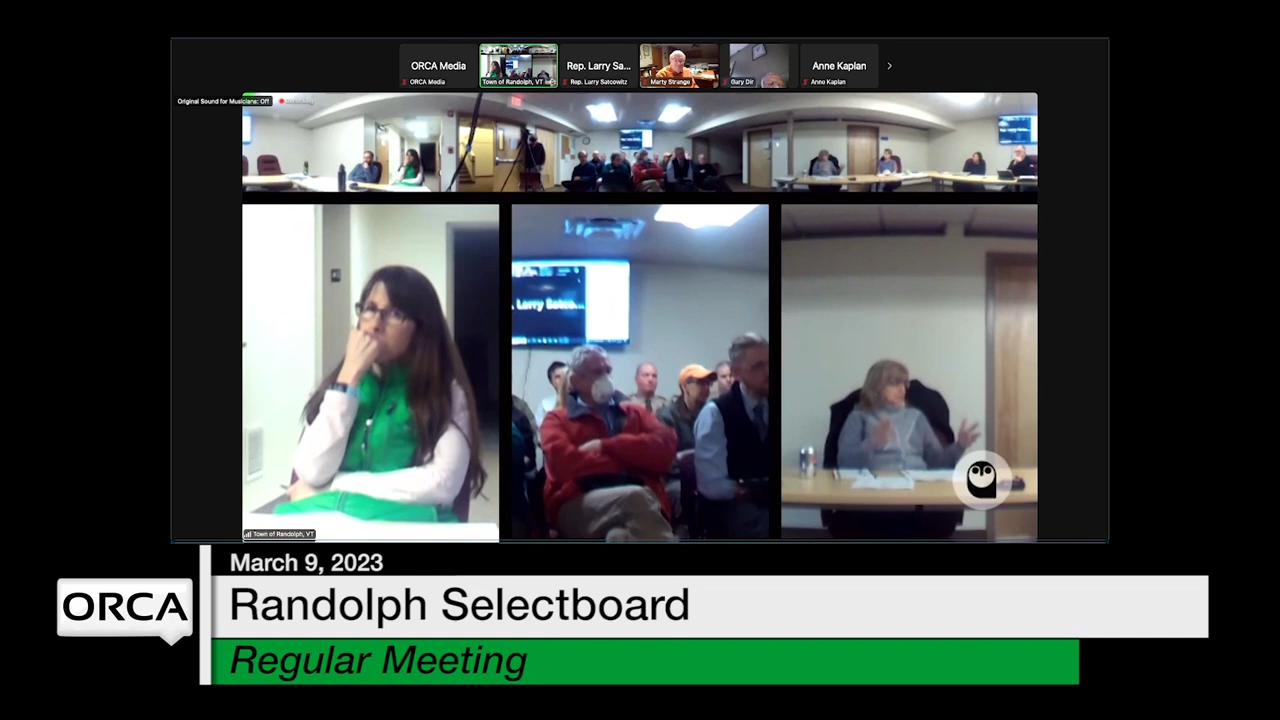 ORCA Media
Rep. Larry Sa...
Anne Kaplan
ORCA Media
Town of Randolph, VT
Rep. Larry Satcowitz
Marty Strange
Gary Dir
Anne Kaplan
Original Sound for Musicians: Off
. Larry Satco...
Town of Randolph, VT
March 9, 2023
ORCA
Randolph Selectboard
Regular Meeting